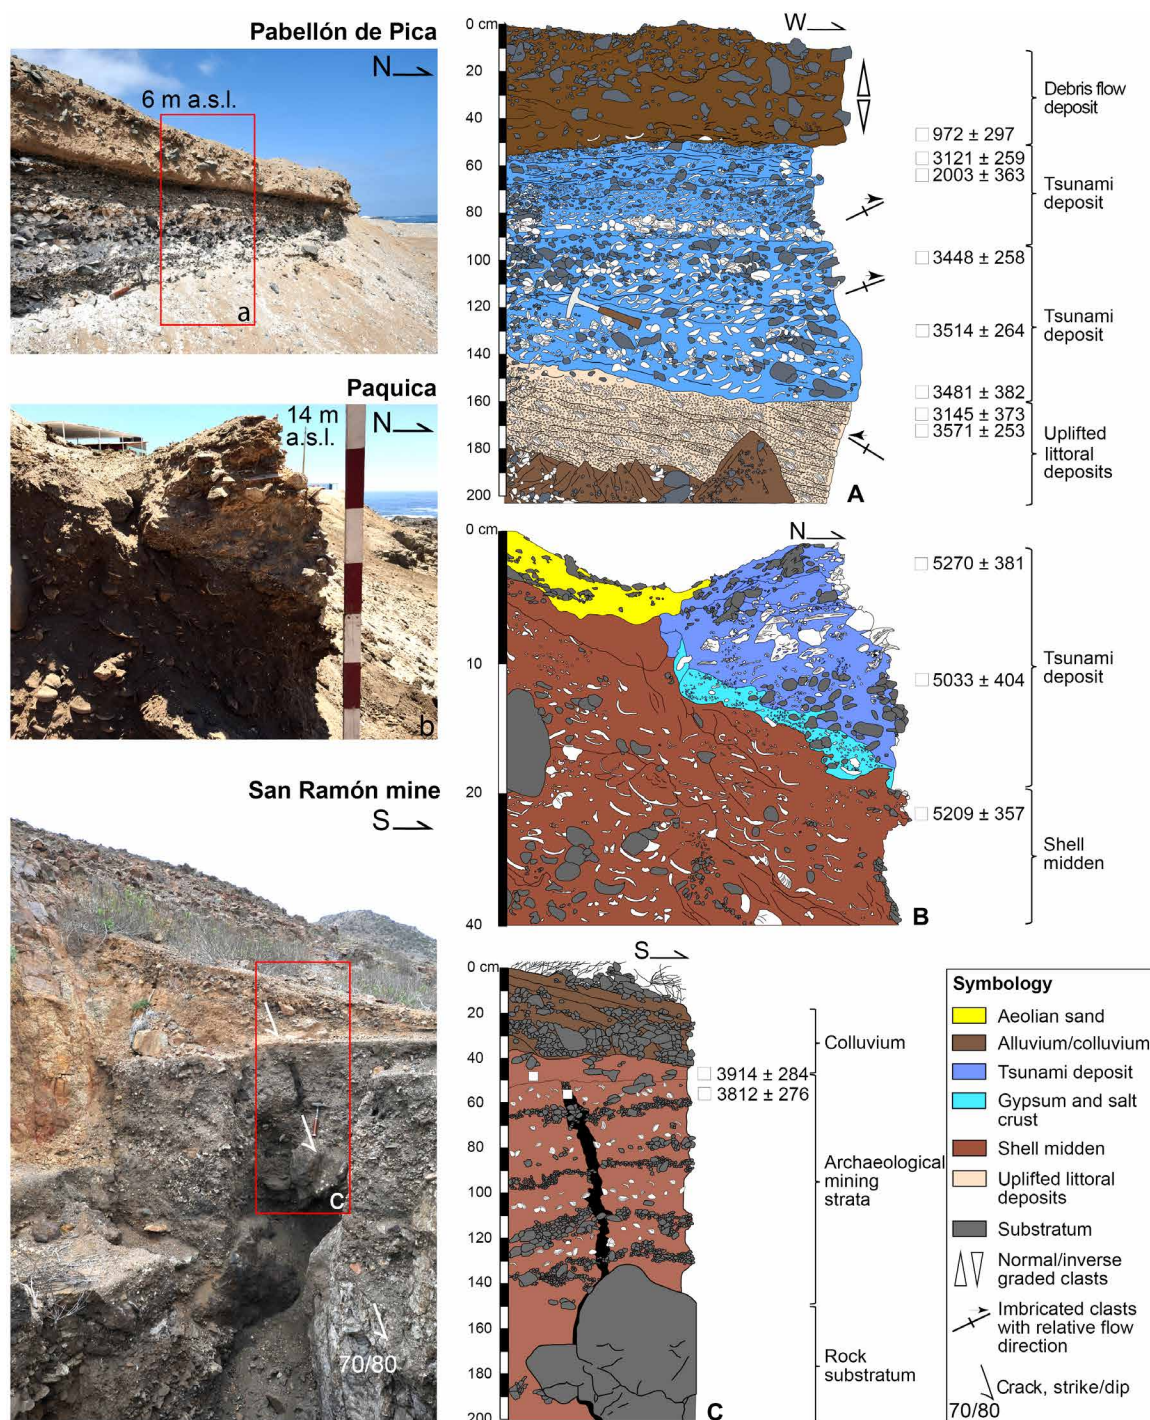 Pabellón de Pica
N
6 m a.s.l.
a
W
0 cm
20
40
60
80
100
120
140
160
180
200
972 ± 297
3121 ± 259
2003 ± 363
3448 ± 258
3514 ± 264
3481 ± 382
3145 ± 373
3571 ± 253
Debris flow
deposit
Tsunami
deposit
Tsunami
deposit
Uplifted
littoral
deposits
A
Paquica
14 m
a.s.l.
N
b
N
0 cm
10
20
40
5270 ± 381
5033 ± 404
5209 ± 357
Tsunami
deposit
Shell
midden
B
San Ramón mine
S
c
70/80
S
0 cm
20
40
60
80
100
120
140
160
180
200
3914 ± 284
3812 ± 276
Colluvium
Archaeological
mining
strata
Rock
substratum
C
Symbology
Aeolian sand
Alluvium/colluvium
Tsunami deposit
Gypsum and salt
crust
Shell midden
Uplifted littoral
deposits
Substratum
Normal/inverse
graded clasts
Imbricated clasts
with relative flow
direction
Crack, strike/dip
70/80